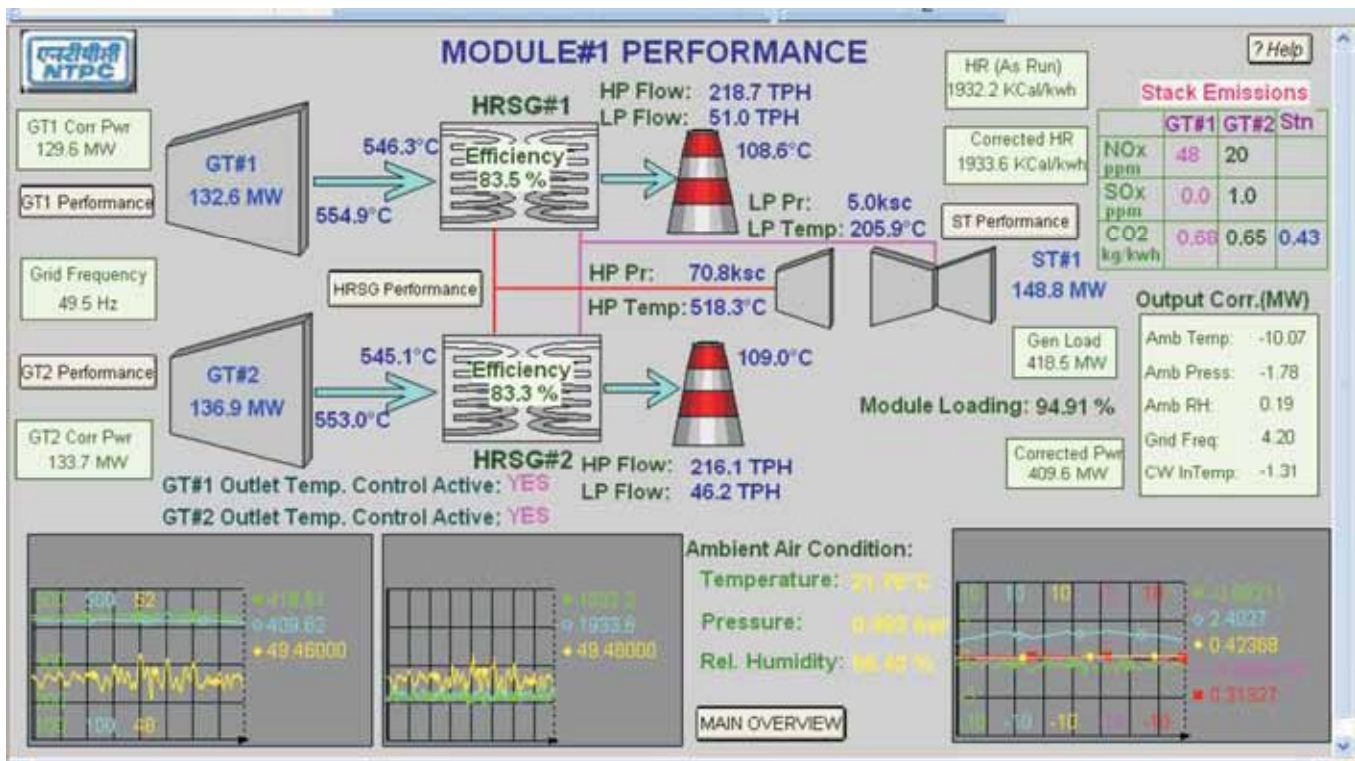 एनटीपीसी
NTPC
MODULE#1 PERFORMANCE
? Help
HR (As Run)
1932.2 KCal/kwh
Corrected HR
1933.6 KCal/kwh
Stack Emissions
GT#1 GT#2 Stn
NOx ppm 48 20
SOx ppm 0.0 1.0
CO2 kg/kwh 0.68 0.65 0.43
GT1 Corr Pwr
129.6 MW
GT1 Performance
GT#1
132.6 MW
546.3°C
554.9°C
HRSG#1
Efficiency
83.5 %
HP Flow: 218.7 TPH
LP Flow: 51.0 TPH
108.6°C
LP Pr: 5.0ksc
LP Temp: 205.9°C
ST Performance
ST#1
148.8 MW
Grid Frequency
49.5 Hz
HRSG Performance
HP Pr: 70.8ksc
HP Temp: 518.3°C
GT2 Performance
GT#2
136.9 MW
545.1°C
553.0°C
Efficiency
83.3 %
HRSG#2
109.0°C
HP Flow: 216.1 TPH
LP Flow: 46.2 TPH
GT2 Corr Pwr
133.7 MW
Gen Load
418.5 MW
Module Loading: 94.91 %
Corrected Pwr
409.6 MW
Output Corr.(MW)
Amb Temp: -10.07
Amb Press: -1.78
Amb RH: 0.19
Grid Freq: 4.20
CW InTemp: -1.31
GT#1 Outlet Temp. Control Active: YES
GT#2 Outlet Temp. Control Active: YES
52
409.62
49.46000
100 48
1933.6
49.48000
Ambient Air Condition:
Temperature:
Pressure:
Rel. Humidity:
MAIN OVERVIEW
10 10 10
2.4027
0.42368
0.31927
-10 -10